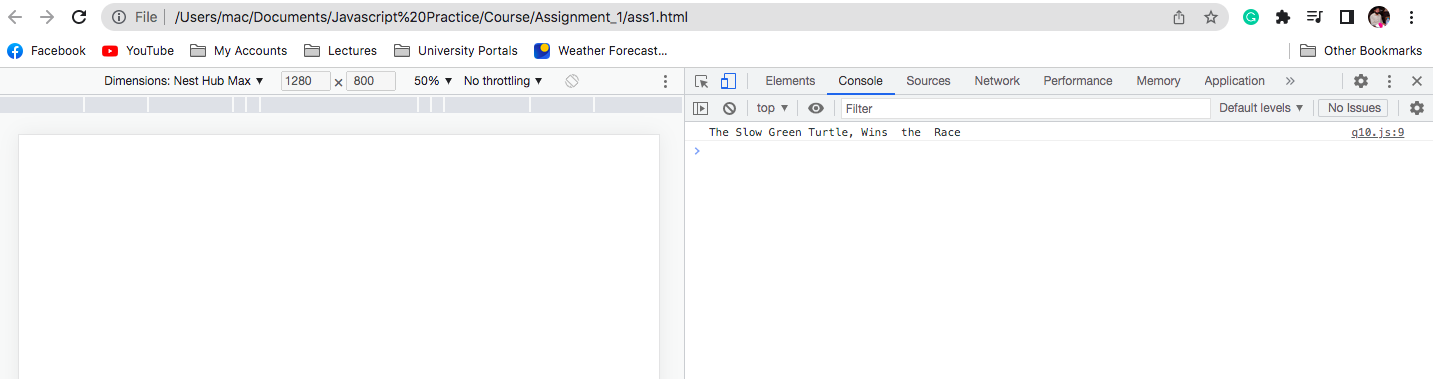 File /Users/mac/Documents/Javascript%20Practice/Course/Assignment_1/ass1.html
Facebook YouTube My Accounts Lectures University Portals Weather Forecast... Other Bookmarks
Dimensions: Nest Hub Max ▼ 1280 × 800 50% ▼ No throttling ▼
Elements Console Sources Network Performance Memory Application »
top ▼ Filter Default levels ▼ No Issues
The Slow Green Turtle, Wins  the  Race q10.js:9
>